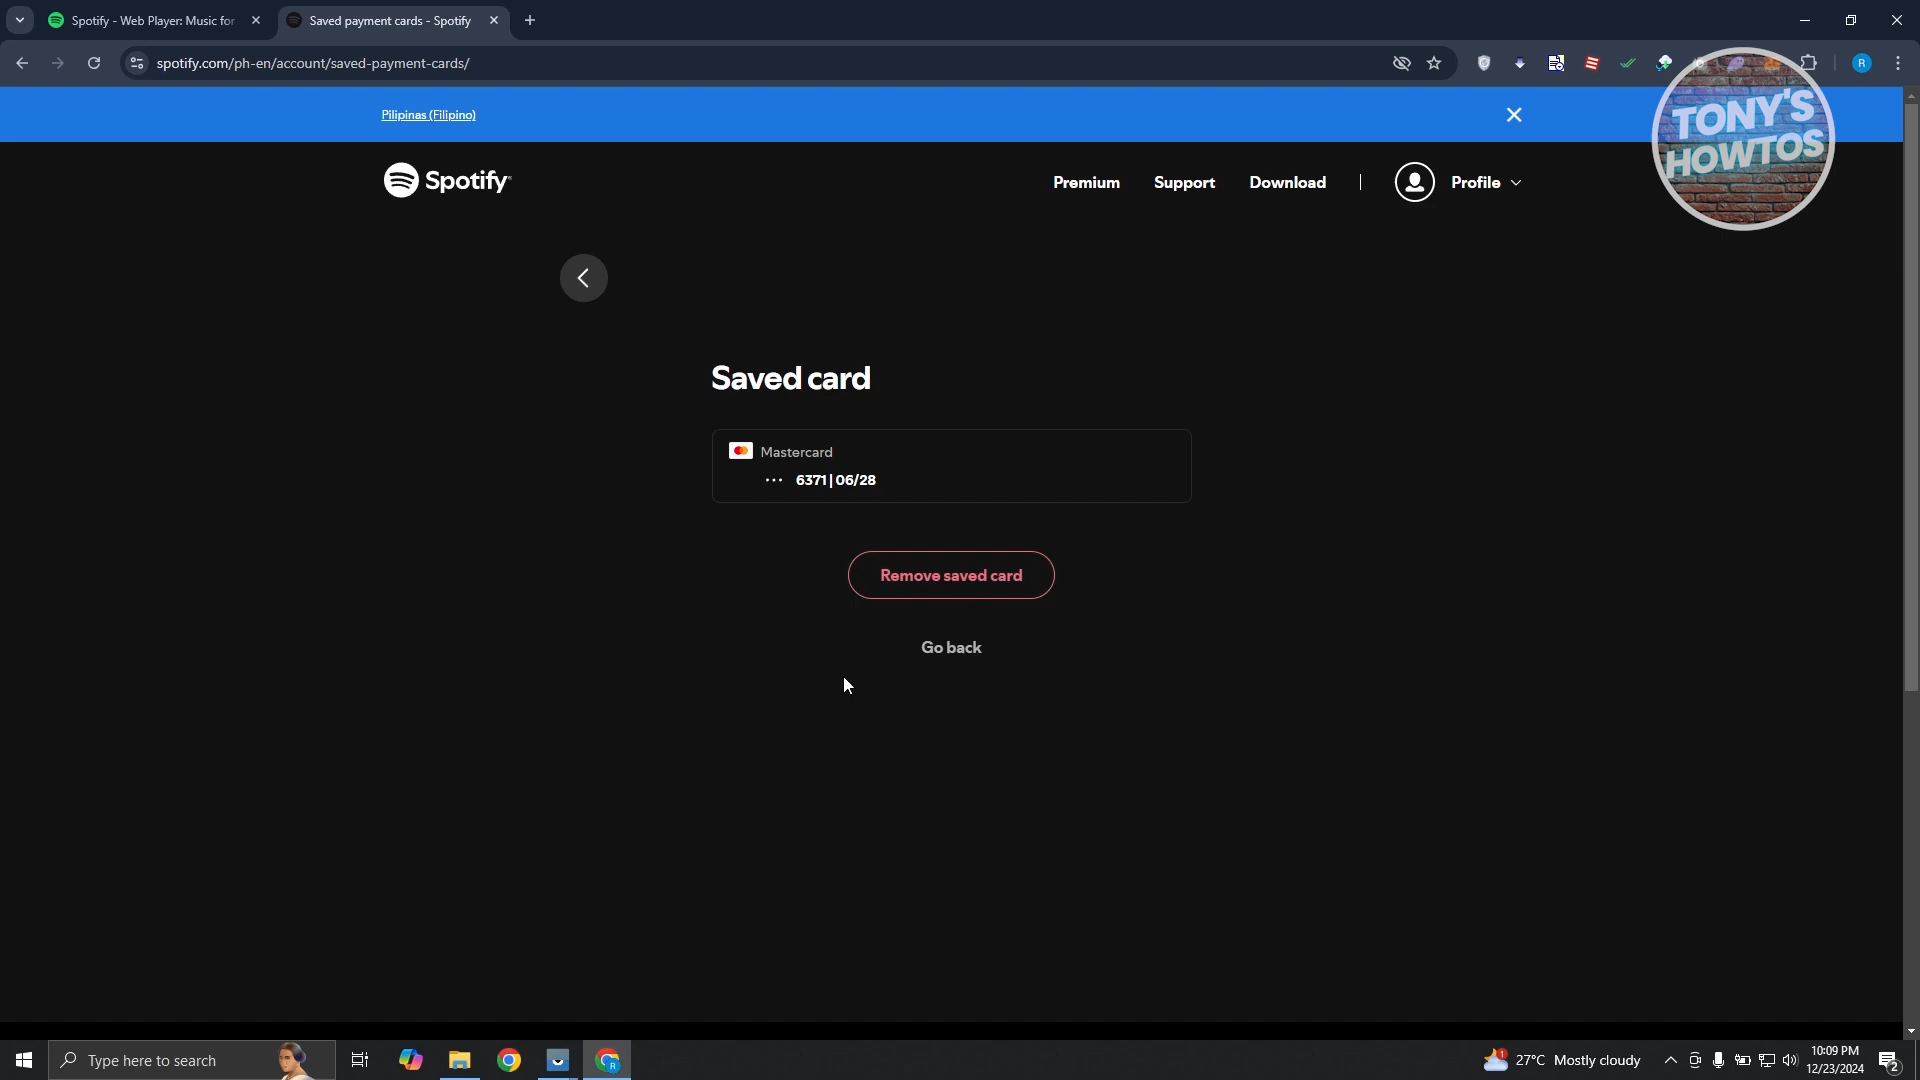 Spotify - Web Player: Music for
Saved payment cards - Spotify
spotify.com/ph-en/account/saved-payment-cards/
R
Pilipinas (Filipino)
TONY'S
HOWTOS
Spotify
Premium
Support
Download
Profile
Saved card
Mastercard
··· 6371 | 06/28
Remove saved card
Go back
Type here to search
R
1
27°C Mostly cloudy
10:09 PM
12/23/2024
2